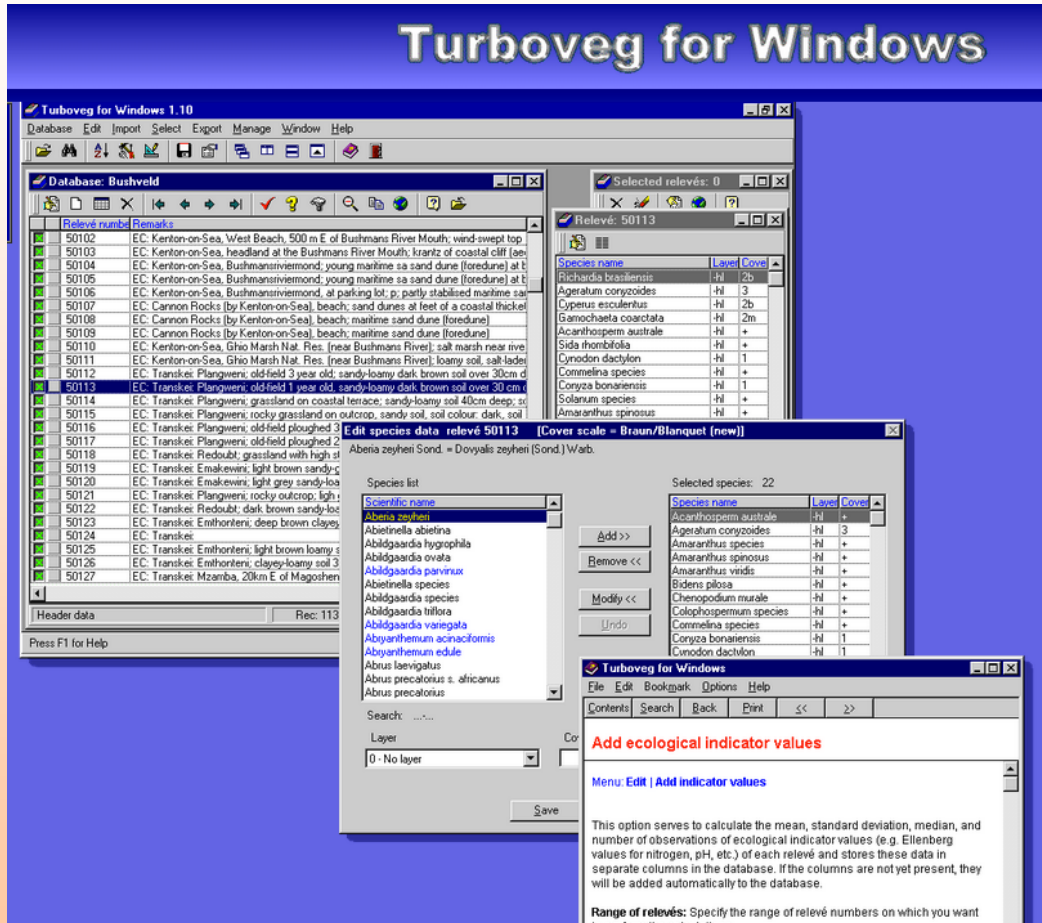 Turboveg for Windows
Turboveg for Windows 1.10
Database Edit Import Select Export Manage Window Help
Database: Bushveld
Relevé numbe Remarks
50102 EC: Kenton-on-Sea, West Beach, 500 m E of Bushmans River Mouth; wind-swept top
50103 EC: Kenton-on-Sea, headland at the Bushmans River Mouth; krantz of coastal cliff (aeo
50104 EC: Kenton-on-Sea, Bushmansriviermond; young maritime sa sand dune (foredune) at b
50105 EC: Kenton-on-Sea, Bushmansriviermond; young maritime sa sand dune (foredune) at b
50106 EC: Kenton-on-Sea, Bushmansriviermond, at parking lot; p; partly stabilised maritime sa
50107 EC: Cannon Rocks (by Kenton-on-Sea), beach; sand dunes at feet of a coastal thicket
50108 EC: Cannon Rocks (by Kenton-on-Sea), beach; maritime sand dune (foredune)
50109 EC: Cannon Rocks (by Kenton-on-Sea), beach; maritime sand dune (foredune)
50110 EC: Kenton-on-Sea, Ghio Marsh Nat. Res. (near Bushmans River); salt marsh near rive
50111 EC: Kenton-on-Sea, Ghio Marsh Nat. Res. (near Bushmans River); loamy soil, salt-lade
50112 EC: Transkei: Plangweni; old-field 3 year old; sandy-loamy dark brown soil over 30cm d
50113 EC: Transkei: Plangweni; old-field 1 year old, sandy-loamy dark brown soil over 30 cm
50114 EC: Transkei: Plangweni; grassland on coastal terrace; sandy-loamy soil 40cm deep; so
50115 EC: Transkei: Plangweni; rocky grassland on outcrop, sandy soil, soil colour: dark, soil
50116 EC: Transkei: Plangweni; old-field ploughed 3
50117 EC: Transkei: Plangweni; old-field ploughed 2
50118 EC: Transkei: Redoubt; grassland with high st
50119 EC: Transkei: Emakewini; light brown sandy-c
50120 EC: Transkei: Emakewini; light grey sandy-loa
50121 EC: Transkei: Plangweni; rocky outcrop; ligh
50122 EC: Transkei: Redoubt; dark brown sandy-loa
50123 EC: Transkei: Emthonteni; deep brown clayey
50124 EC: Transkei:
50125 EC: Transkei: Emthonteni; light brown loamy s
50126 EC: Transkei: Emthonteni; clayey-loamy soil 3
50127 EC: Transkei: Mzamba, 20km E of Magoshen
Header data Rec: 113
Press F1 for Help
Selected relevés: 0
Relevé: 50113
Species name Layer Cove
Richardia brasiliensis -hl 2b
Ageratum conyzoides -hl 3
Cyperus esculentus -hl 2b
Gamochaeta coarctata -hl 2m
Acanthosperm australe -hl +
Sida rhombifolia -hl +
Cynodon dactylon -hl 1
Commelina species -hl +
Conyza bonariensis -hl 1
Solanum species -hl +
Amaranthus spinosus -hl +
Edit species data relevé 50113 [Cover scale = Braun/Blanquet (new)]
Aberia zeyheri Sond. = Dovyalis zeyheri (Sond.) Warb.
Species list
Scientific name
Aberia zeyheri
Abietinella abietina
Abildgaardia hygrophila
Abildgaardia ovata
Abildgaardia parvinux
Abietinella species
Abildgaardia species
Abildgaardia triflora
Abildgaardia variegata
Abryanthemum acinaciformis
Abryanthemum edule
Abrus laevigatus
Abrus precatorius s. africanus
Abrus precatorius
Search: ...-...
Layer Co
0 - No layer
Add >>
Remove <<
Modify <<
Undo
Save
Selected species: 22
Species name Layer Cover
Acanthosperm australe -hl +
Ageratum conyzoides -hl 3
Amaranthus species -hl +
Amaranthus spinosus -hl +
Amaranthus viridis -hl +
Bidens pilosa -hl +
Chenopodium murale -hl +
Colophospermum species -hl +
Commelina species -hl +
Conyza bonariensis -hl 1
Cynodon dactylon -hl 1
Turboveg for Windows
File Edit Bookmark Options Help
Contents Search Back Print << >>
Add ecological indicator values
Menu: Edit | Add indicator values
This option serves to calculate the mean, standard deviation, median, and
number of observations of ecological indicator values (e.g. Ellenberg
values for nitrogen, pH, etc.) of each relevé and stores these data in
separate columns in the database. If the columns are not yet present, they
will be added automatically to the database.
Range of relevés: Specify the range of relevé numbers on which you want